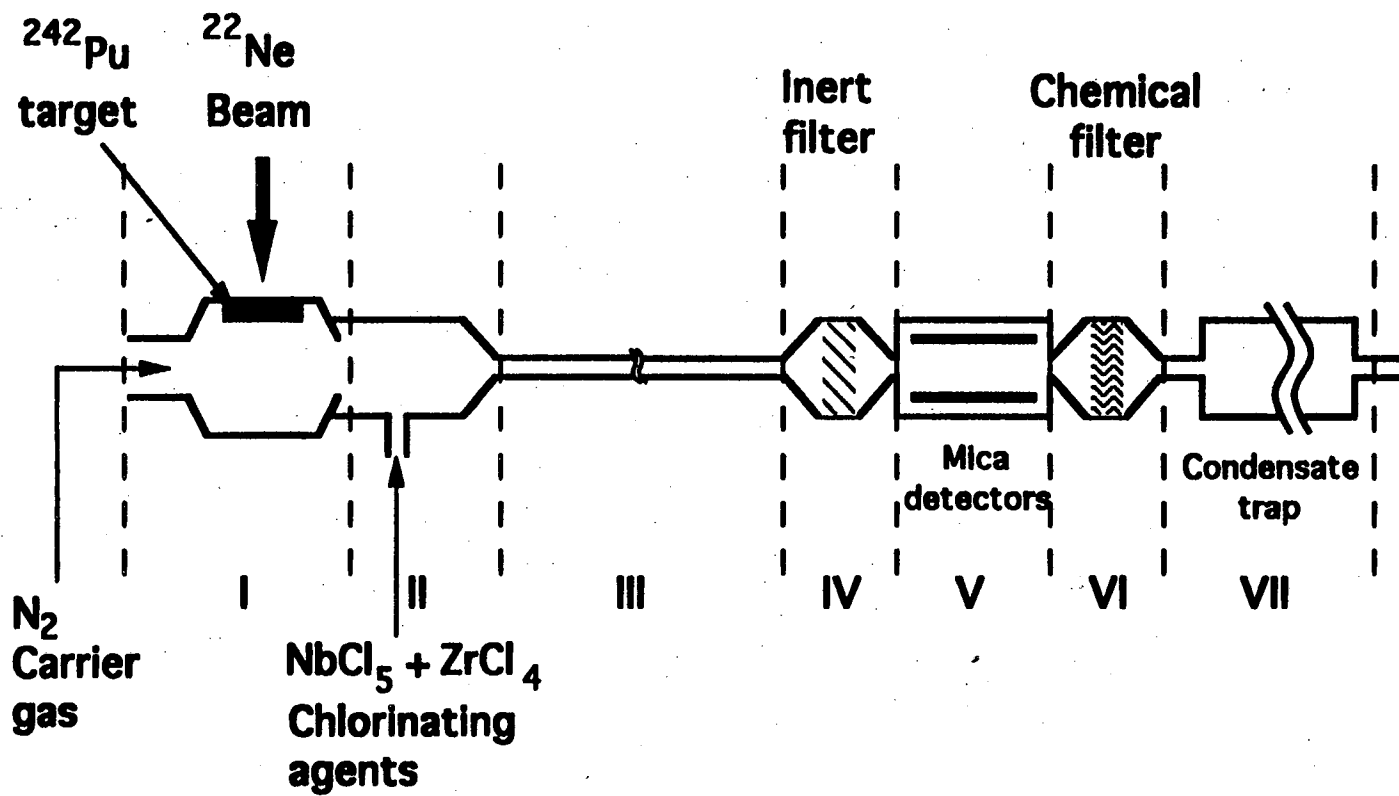 ²⁴²Pu
target
²²Ne
Beam
Inert
filter
Chemical
filter
Mica
detectors
Condensate
trap
I
II
III
IV
V
VI
VII
N₂
Carrier
gas
NbCl₅ + ZrCl₄
Chlorinating
agents